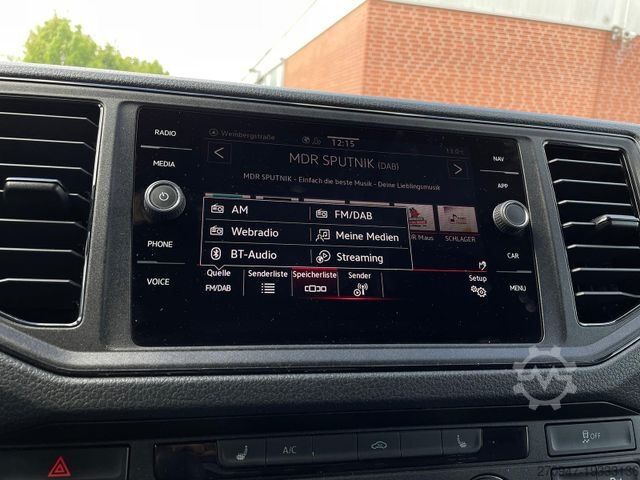 RADIO
MEDIA
PHONE
VOICE
Weinbergstraße
12:15
MDR SPUTNIK (DAB)
MDR SPUTNIK - Einfach die beste Musik - Deine Lieblingsmusik
AM
FM/DAB
Webradio
Meine Medien
BT-Audio
Streaming
Maus
SCHLAGER
Quelle
FM/DAB
Senderliste
Speicherliste
Sender
Setup
NAV
APP
CAR
MENU
A/C
OFF